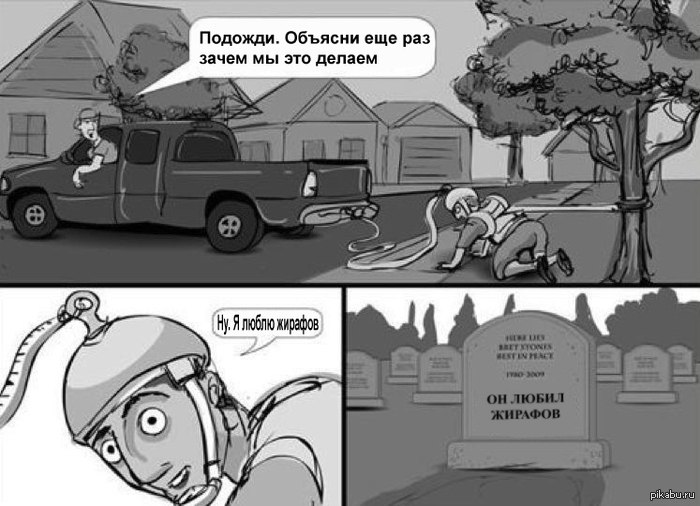 Подожди. Объясни еще раз
зачем мы это делаем
Ну. Я люблю жирафов
HERE LIES
BRET STONES
REST IN PEACE
1980-2009
ОН ЛЮБИЛ
ЖИРАФОВ
pikabu.ru